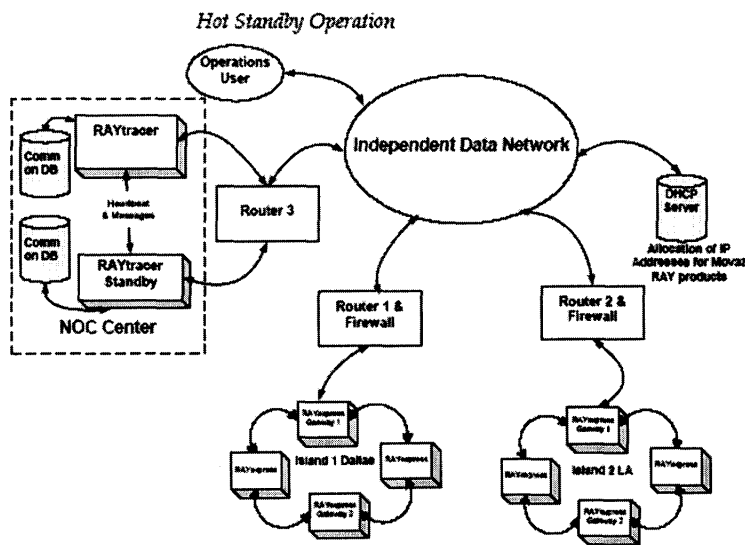 Hot Standby Operation
Operations
User
RAYtracer
Comm
on DB
Independent Data Network
Heartbeat
& Messages
Router 3
DHCP
Server
Comm
on DB
Allocation of IP
Addresses for Movaz
RAY products
RAYtracer
Standby
NOC Center
Router 1 &
Firewall
Router 2 &
Firewall
RAYexpress
Gateway 1
RAYexpress
Island 1 Dallas
RAYexpress
RAYexpress
Gateway 2
RAYexpress
Gateway 1
RAYexpress
Island 2 LA
RAYexpress
RAYexpress
Gateway 2